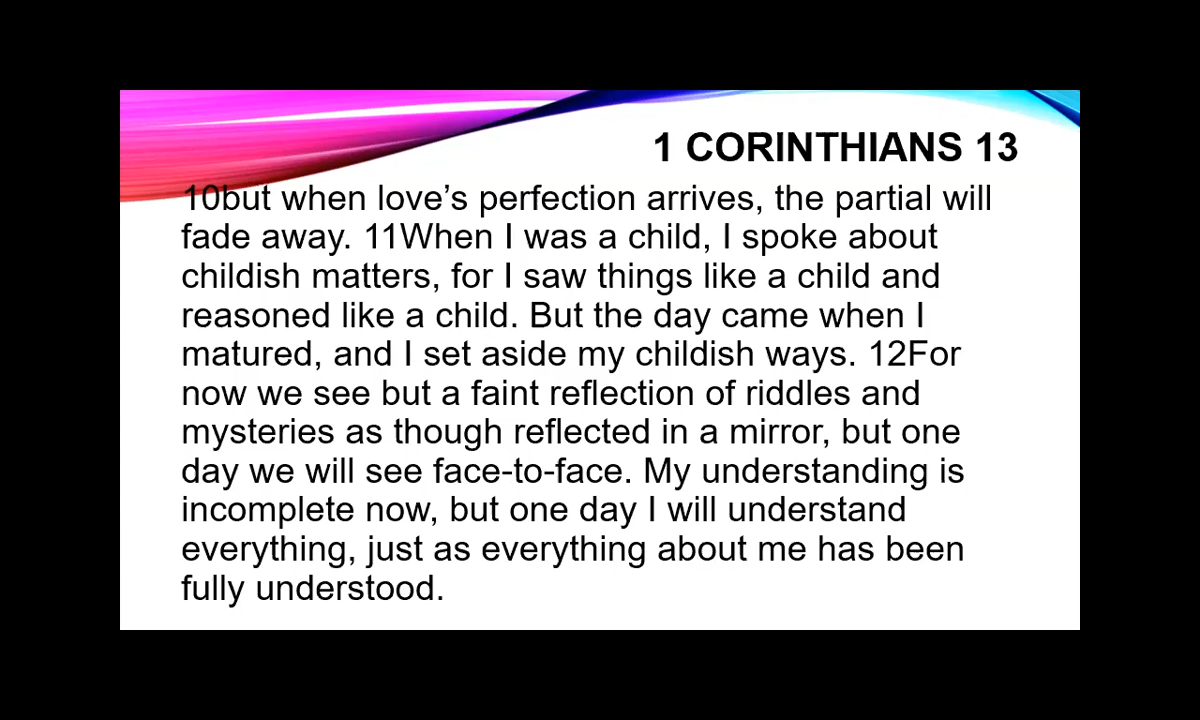 1 CORINTHIANS 13
10but when love’s perfection arrives, the partial will
fade away. 11When I was a child, I spoke about
childish matters, for I saw things like a child and
reasoned like a child. But the day came when I
matured, and I set aside my childish ways. 12For
now we see but a faint reflection of riddles and
mysteries as though reflected in a mirror, but one
day we will see face-to-face. My understanding is
incomplete now, but one day I will understand
everything, just as everything about me has been
fully understood.